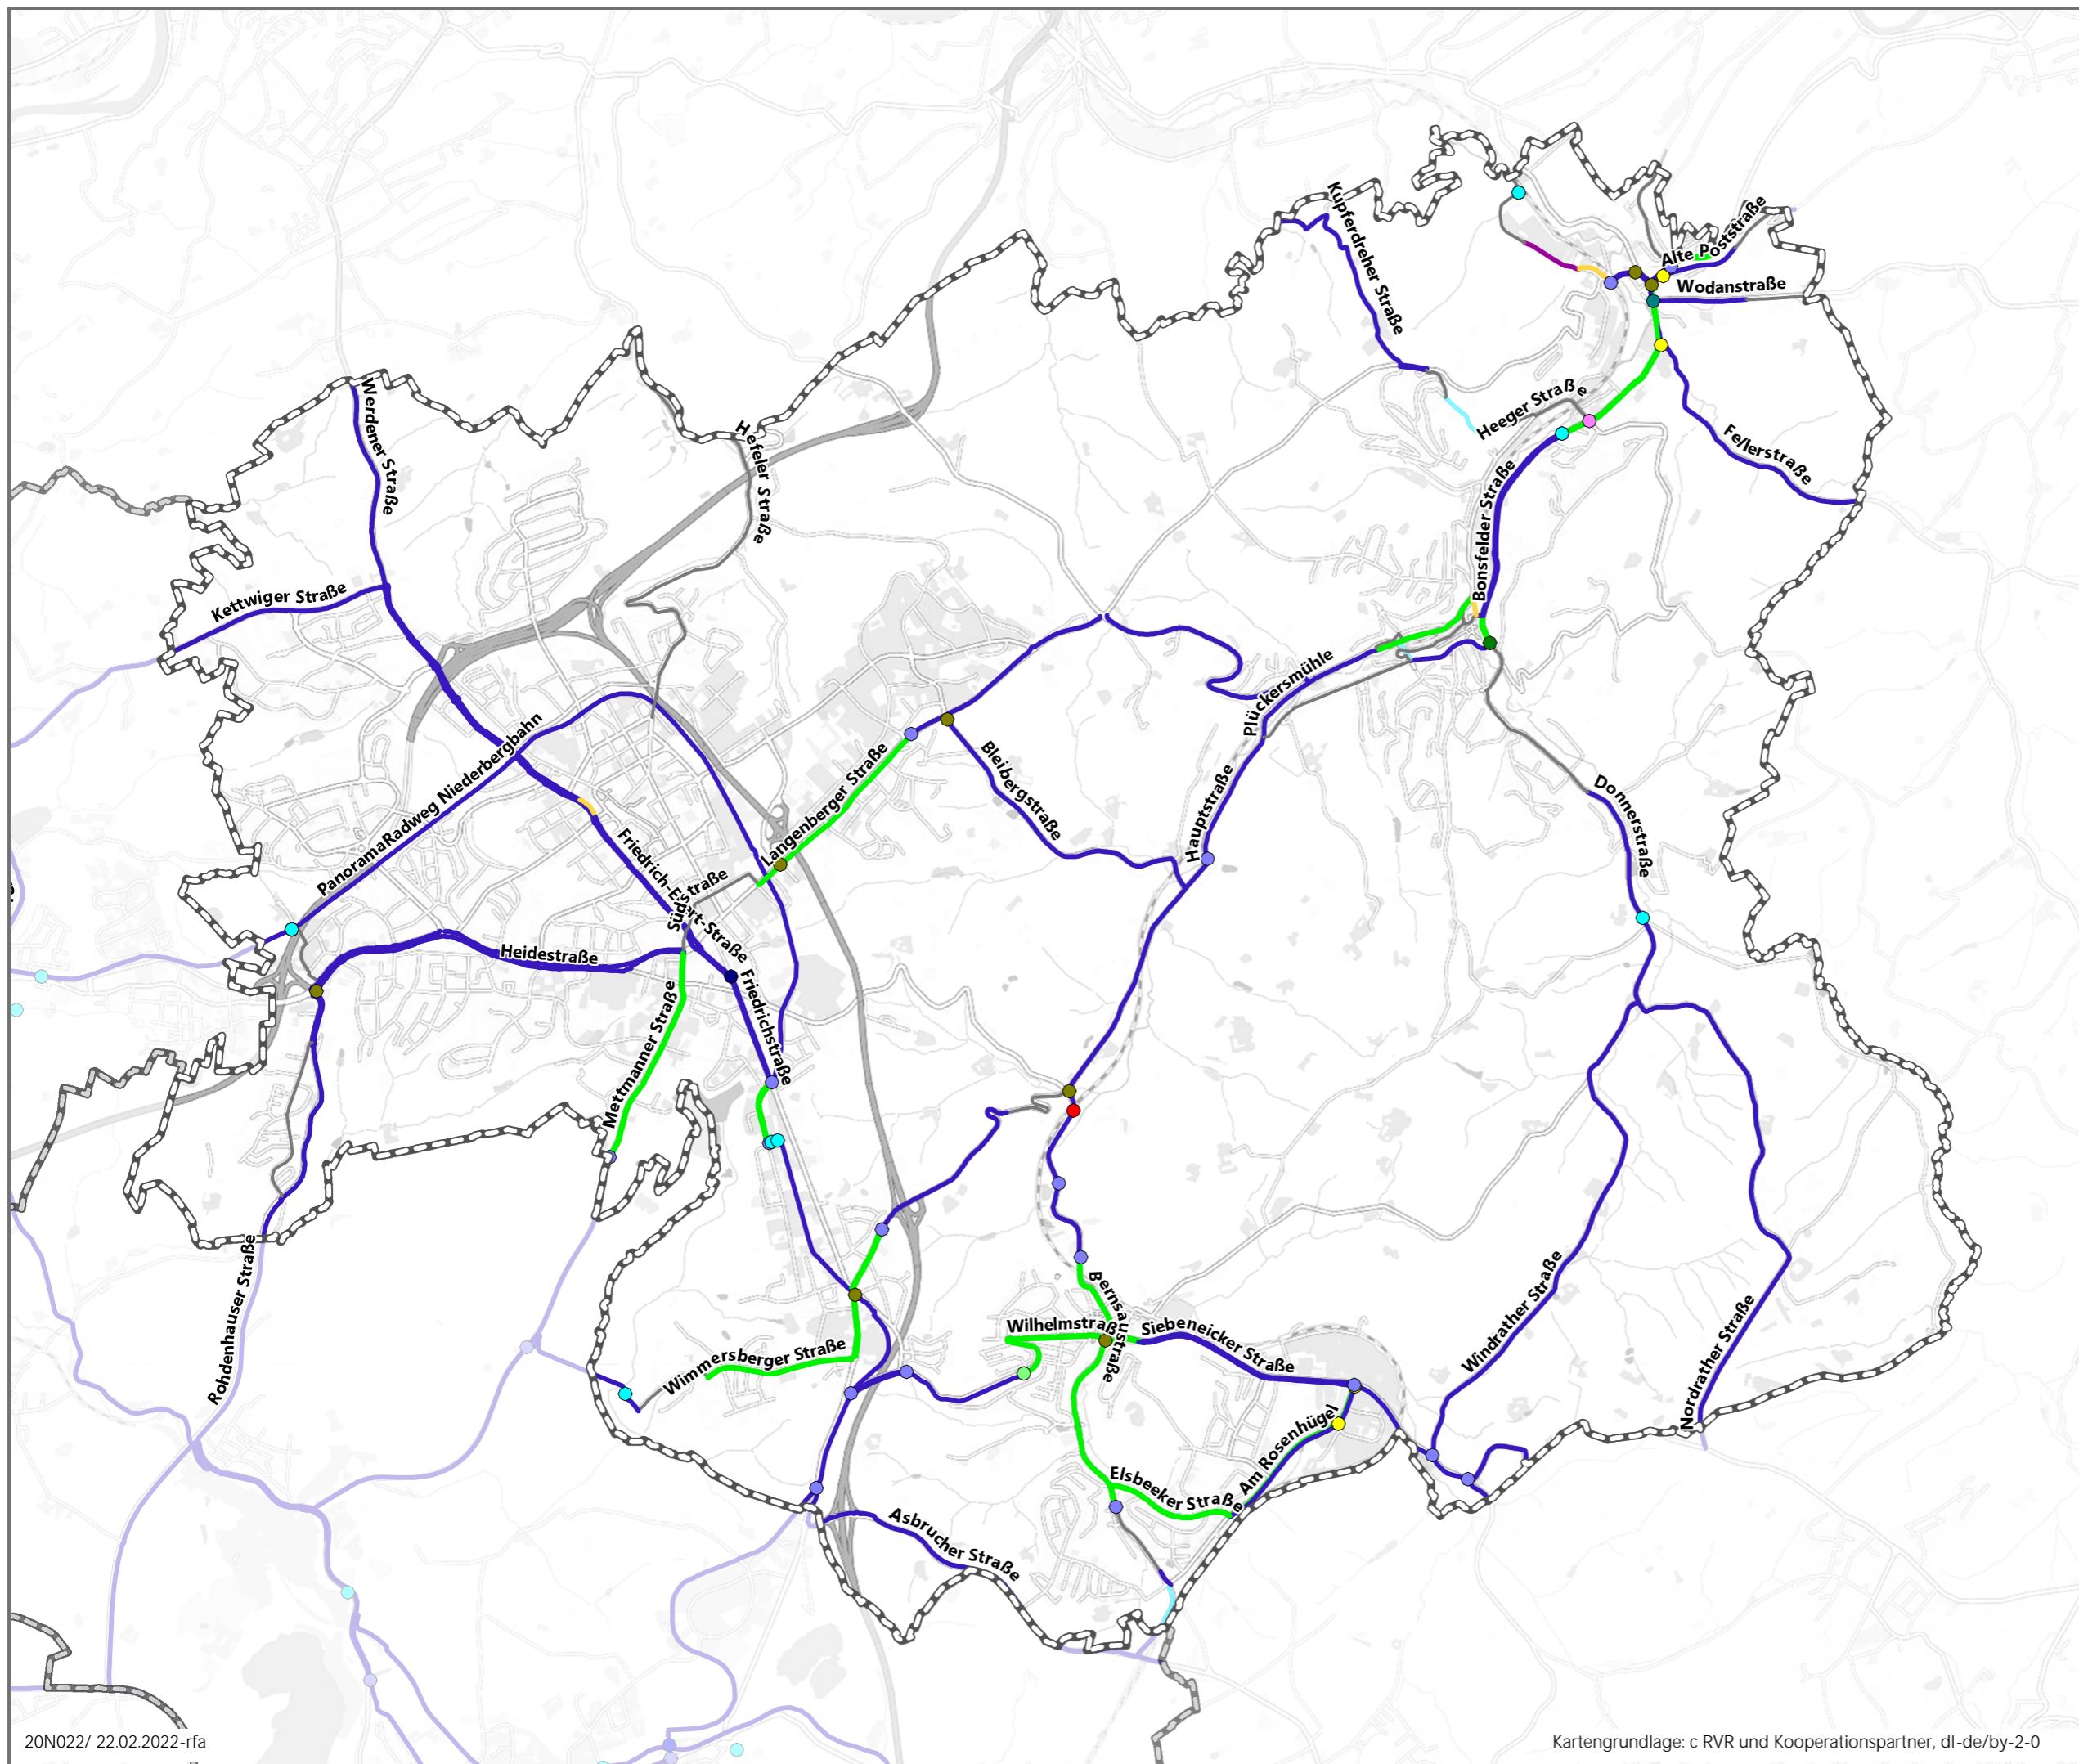 Kupferdreher Straße
Alte Poststraße
Wodanstraße
Werdener Straße
Heeger Straße
Hefeler Straße
Fellerstraße
Bonsfelder Straße
Kettwiger Straße
Plückersmühle
PanoramaRadweg Niederbergbahn
Bleibergstraße
Langenberger Straße
Hauptstraße
Donnerstraße
Friedrich-Ebert-Straße
Südstraße
Heidestraße
Friedrichstraße
Mettmanner Straße
Rohdenhauser Straße
Bernsaustraße
Wilhelmstraße
Siebeneicker Straße
Windrather Straße
Nordrather Straße
Wimmersberger Straße
Am Rosenhügel
Elsbeeker Straße
Asbrucher Straße
20N022/ 22.02.2022-rfa
Kartengrundlage: c RVR und Kooperationspartner, dl-de/by-2-0